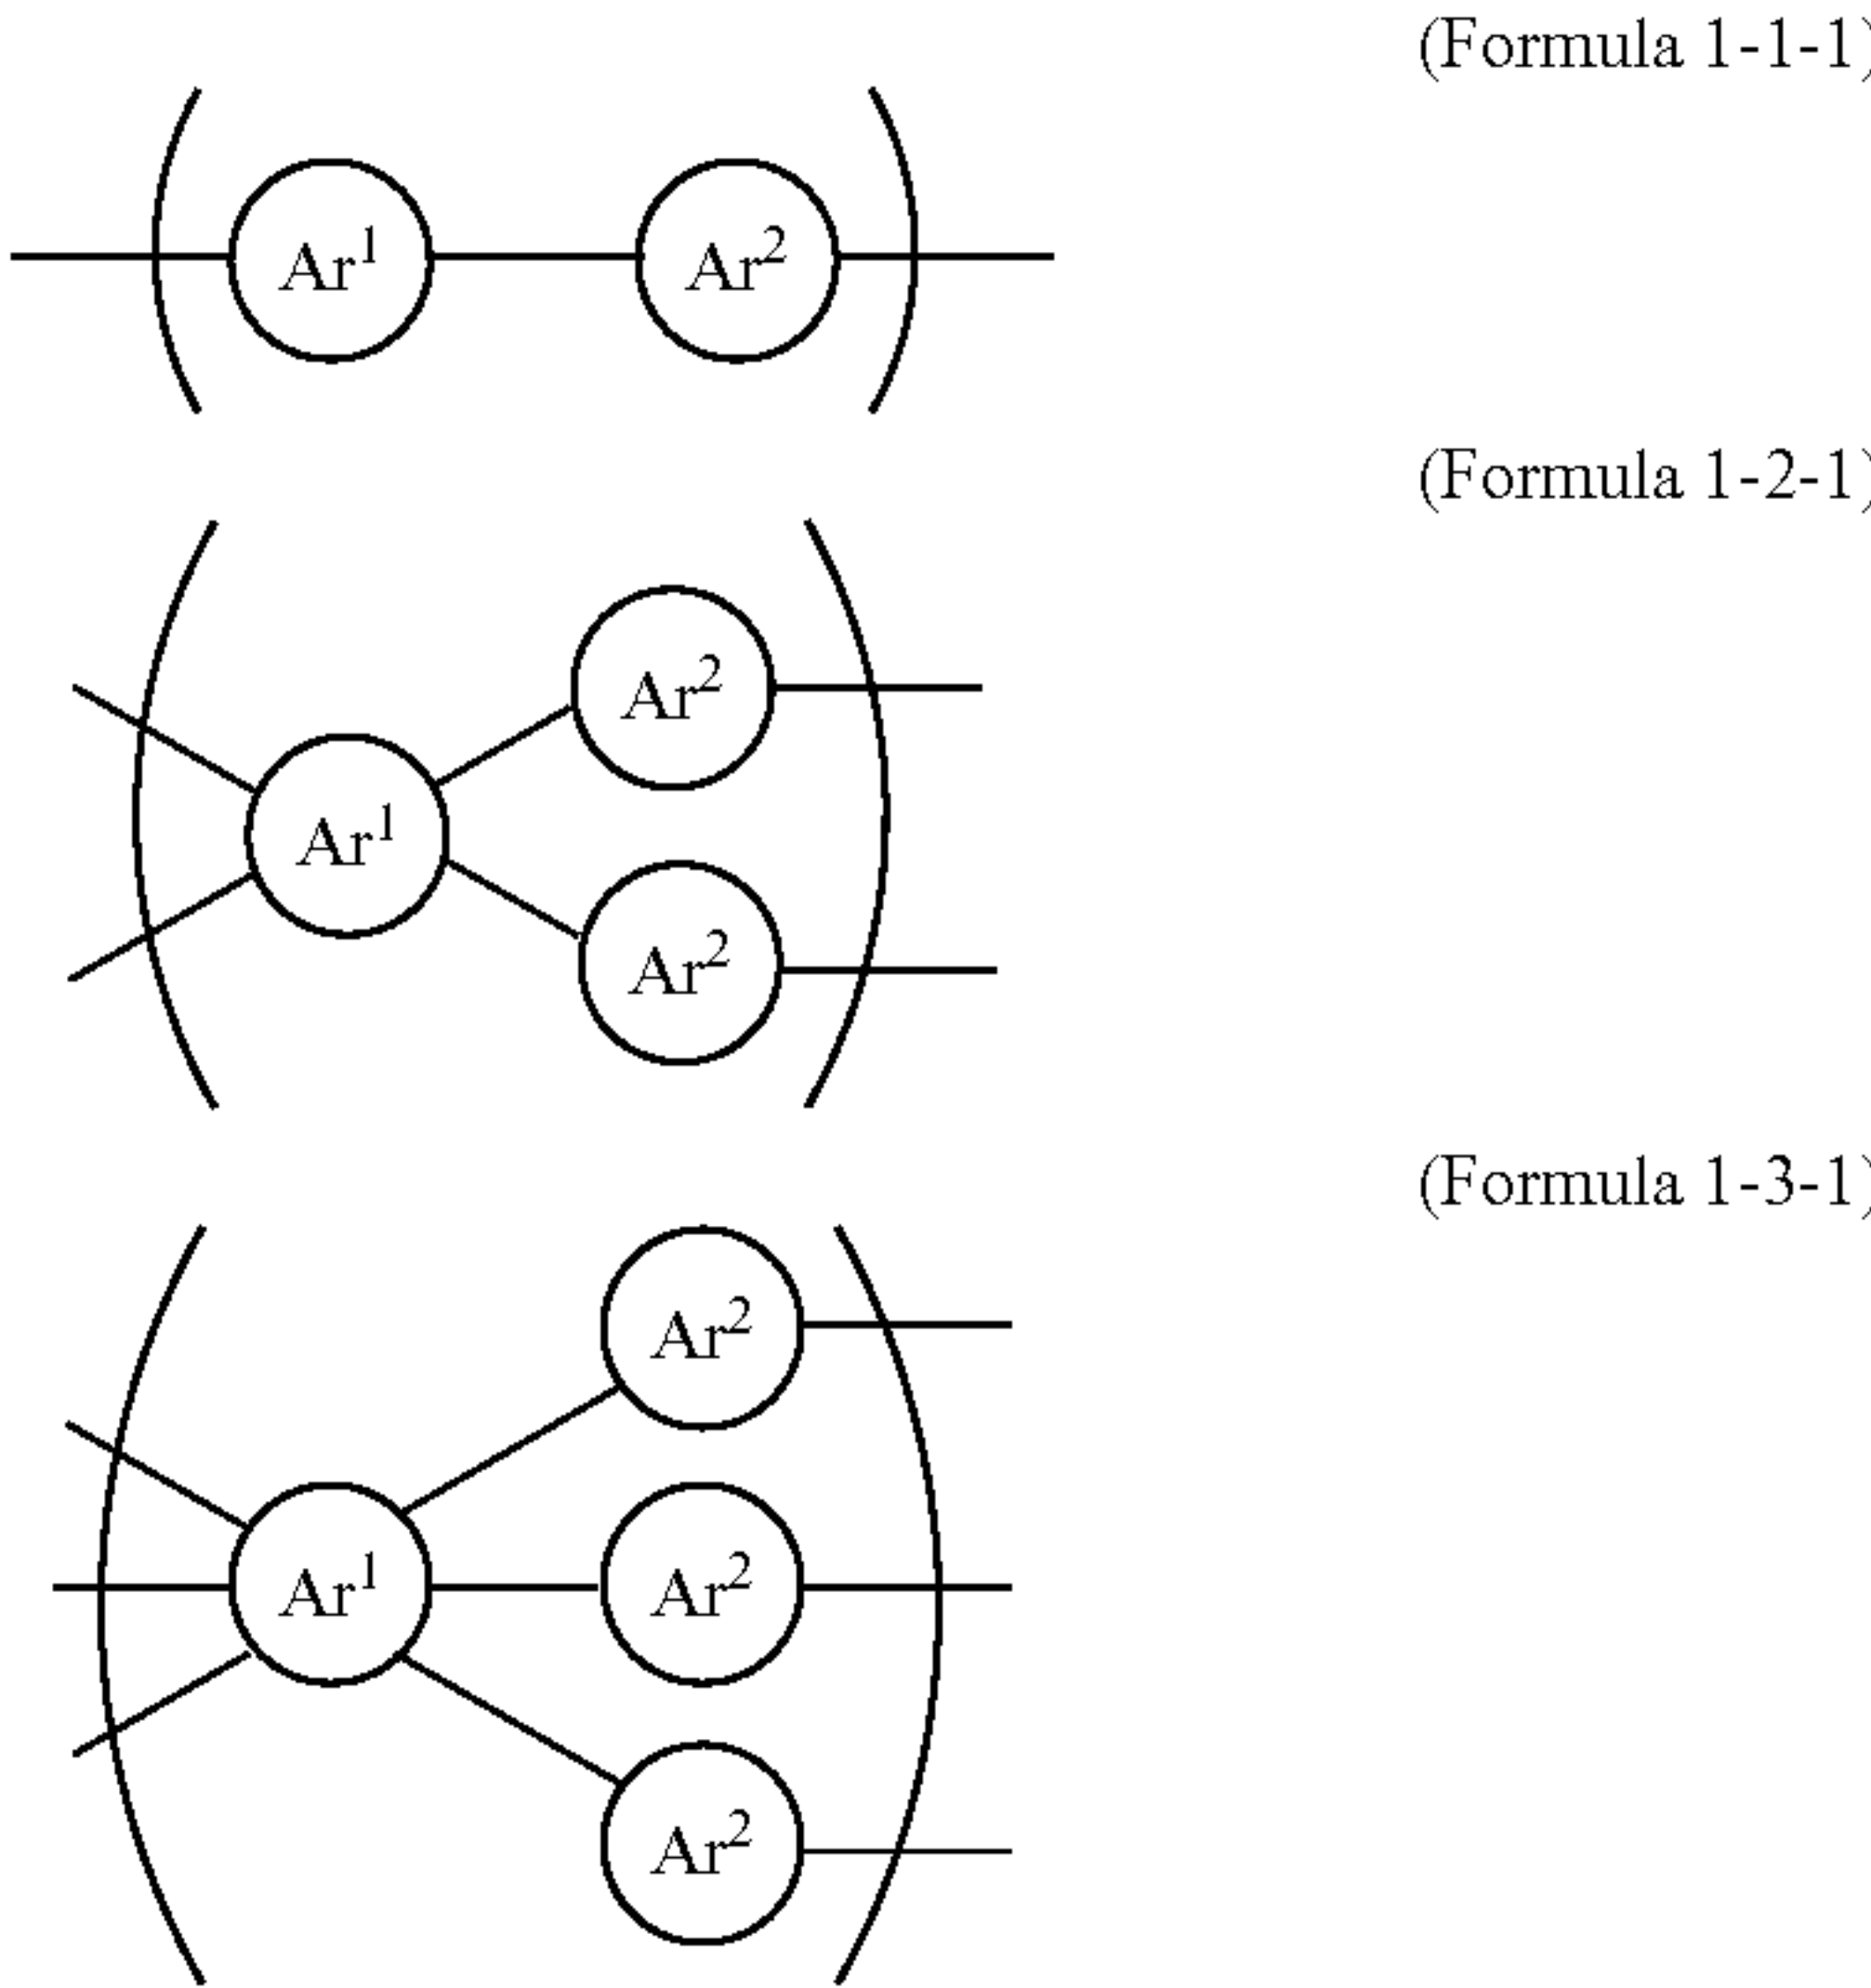 (Formula 1-1-1)
Ar¹ Ar²
(Formula 1-2-1)
Ar²
Ar¹
Ar²
(Formula 1-3-1)
Ar²
Ar¹ Ar²
Ar²